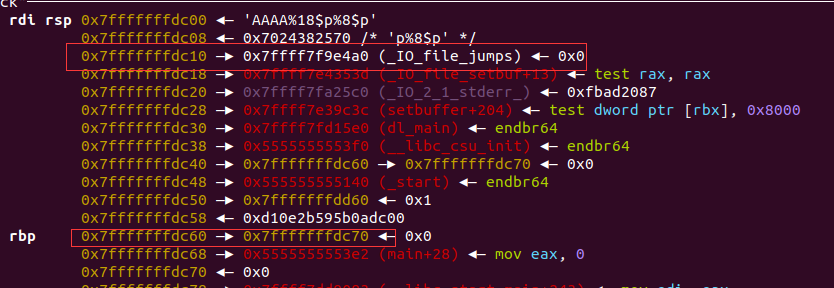 ck
rdi rsp 0x7fffffffdc00 ◂— 'AAAA%18$p%8$p'
0x7fffffffdc08 ◂— 0x7024382570 /* 'p%8$p' */
0x7fffffffdc10 —▸ 0x7ffff7f9e4a0 (_IO_file_jumps) ◂— 0x0
0x7fffffffdc18 —▸ 0x7ffff7e4353d (_IO_file_setbuf+13) ◂— test rax, rax
0x7fffffffdc20 —▸ 0x7ffff7fa25c0 (_IO_2_1_stderr_) ◂— 0xfbad2087
0x7fffffffdc28 —▸ 0x7ffff7e39c3c (setbuffer+204) ◂— test dword ptr [rbx], 0x8000
0x7fffffffdc30 —▸ 0x7ffff7fd15e0 (dl_main) ◂— endbr64
0x7fffffffdc38 —▸ 0x5555555553f0 (__libc_csu_init) ◂— endbr64
0x7fffffffdc40 —▸ 0x7fffffffdc60 —▸ 0x7fffffffdc70 ◂— 0x0
0x7fffffffdc48 —▸ 0x555555555140 (_start) ◂— endbr64
0x7fffffffdc50 —▸ 0x7fffffffdd60 ◂— 0x1
0x7fffffffdc58 ◂— 0xd10e2b595b0adc00
rbp 0x7fffffffdc60 —▸ 0x7fffffffdc70 ◂— 0x0
0x7fffffffdc68 —▸ 0x5555555553e2 (main+28) ◂— mov eax, 0
0x7fffffffdc70 ◂— 0x0